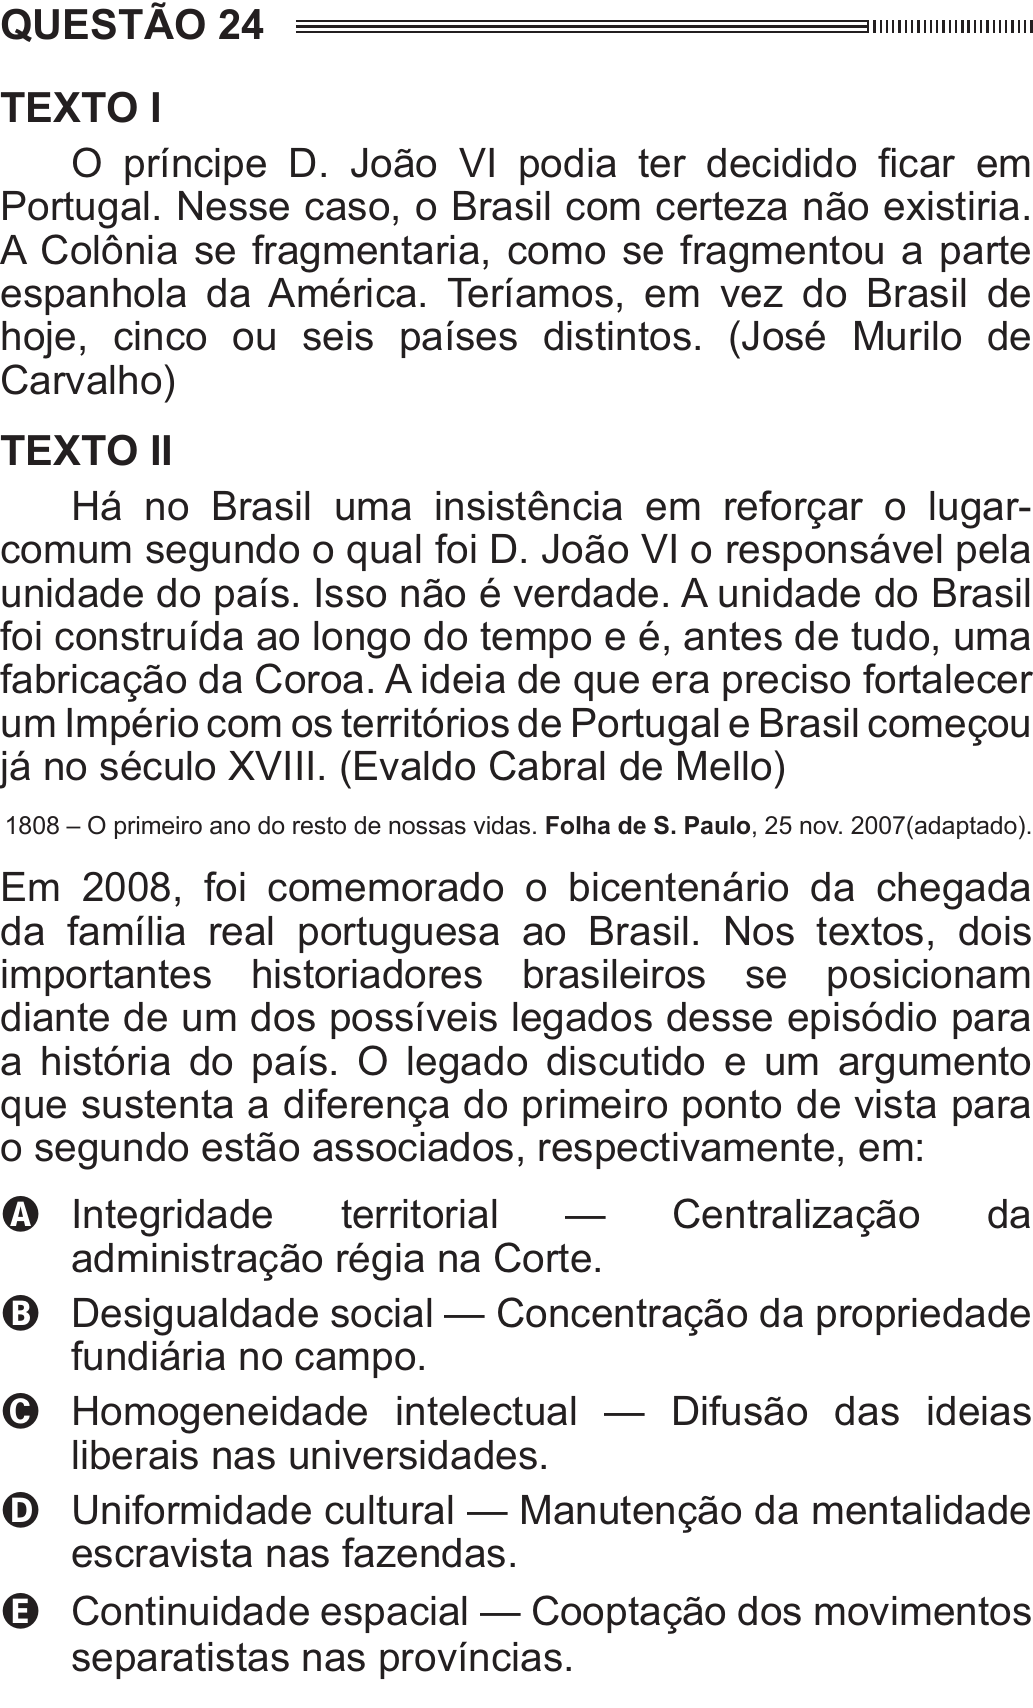 QUESTÃO 24
TEXTO I
O príncipe D. João VI podia ter decidido ficar em
Portugal. Nesse caso, o Brasil com certeza não existiria.
A Colônia se fragmentaria, como se fragmentou a parte
espanhola da América. Teríamos, em vez do Brasil de
hoje, cinco ou seis países distintos. (José Murilo de
Carvalho)
TEXTO II
Há no Brasil uma insistência em reforçar o lugar-
comum segundo o qual foi D. João VI o responsável pela
unidade do país. Isso não é verdade. A unidade do Brasil
foi construída ao longo do tempo e é, antes de tudo, uma
fabricação da Coroa. A ideia de que era preciso fortalecer
um Império com os territórios de Portugal e Brasil começou
já no século XVIII. (Evaldo Cabral de Mello)
1808 – O primeiro ano do resto de nossas vidas. Folha de S. Paulo, 25 nov. 2007(adaptado).
Em 2008, foi comemorado o bicentenário da chegada
da família real portuguesa ao Brasil. Nos textos, dois
importantes historiadores brasileiros se posicionam
diante de um dos possíveis legados desse episódio para
a história do país. O legado discutido e um argumento
que sustenta a diferença do primeiro ponto de vista para
o segundo estão associados, respectivamente, em:
A Integridade territorial — Centralização da
administração régia na Corte.
B Desigualdade social — Concentração da propriedade
fundiária no campo.
C Homogeneidade intelectual — Difusão das ideias
liberais nas universidades.
D Uniformidade cultural — Manutenção da mentalidade
escravista nas fazendas.
E Continuidade espacial — Cooptação dos movimentos
separatistas nas províncias.